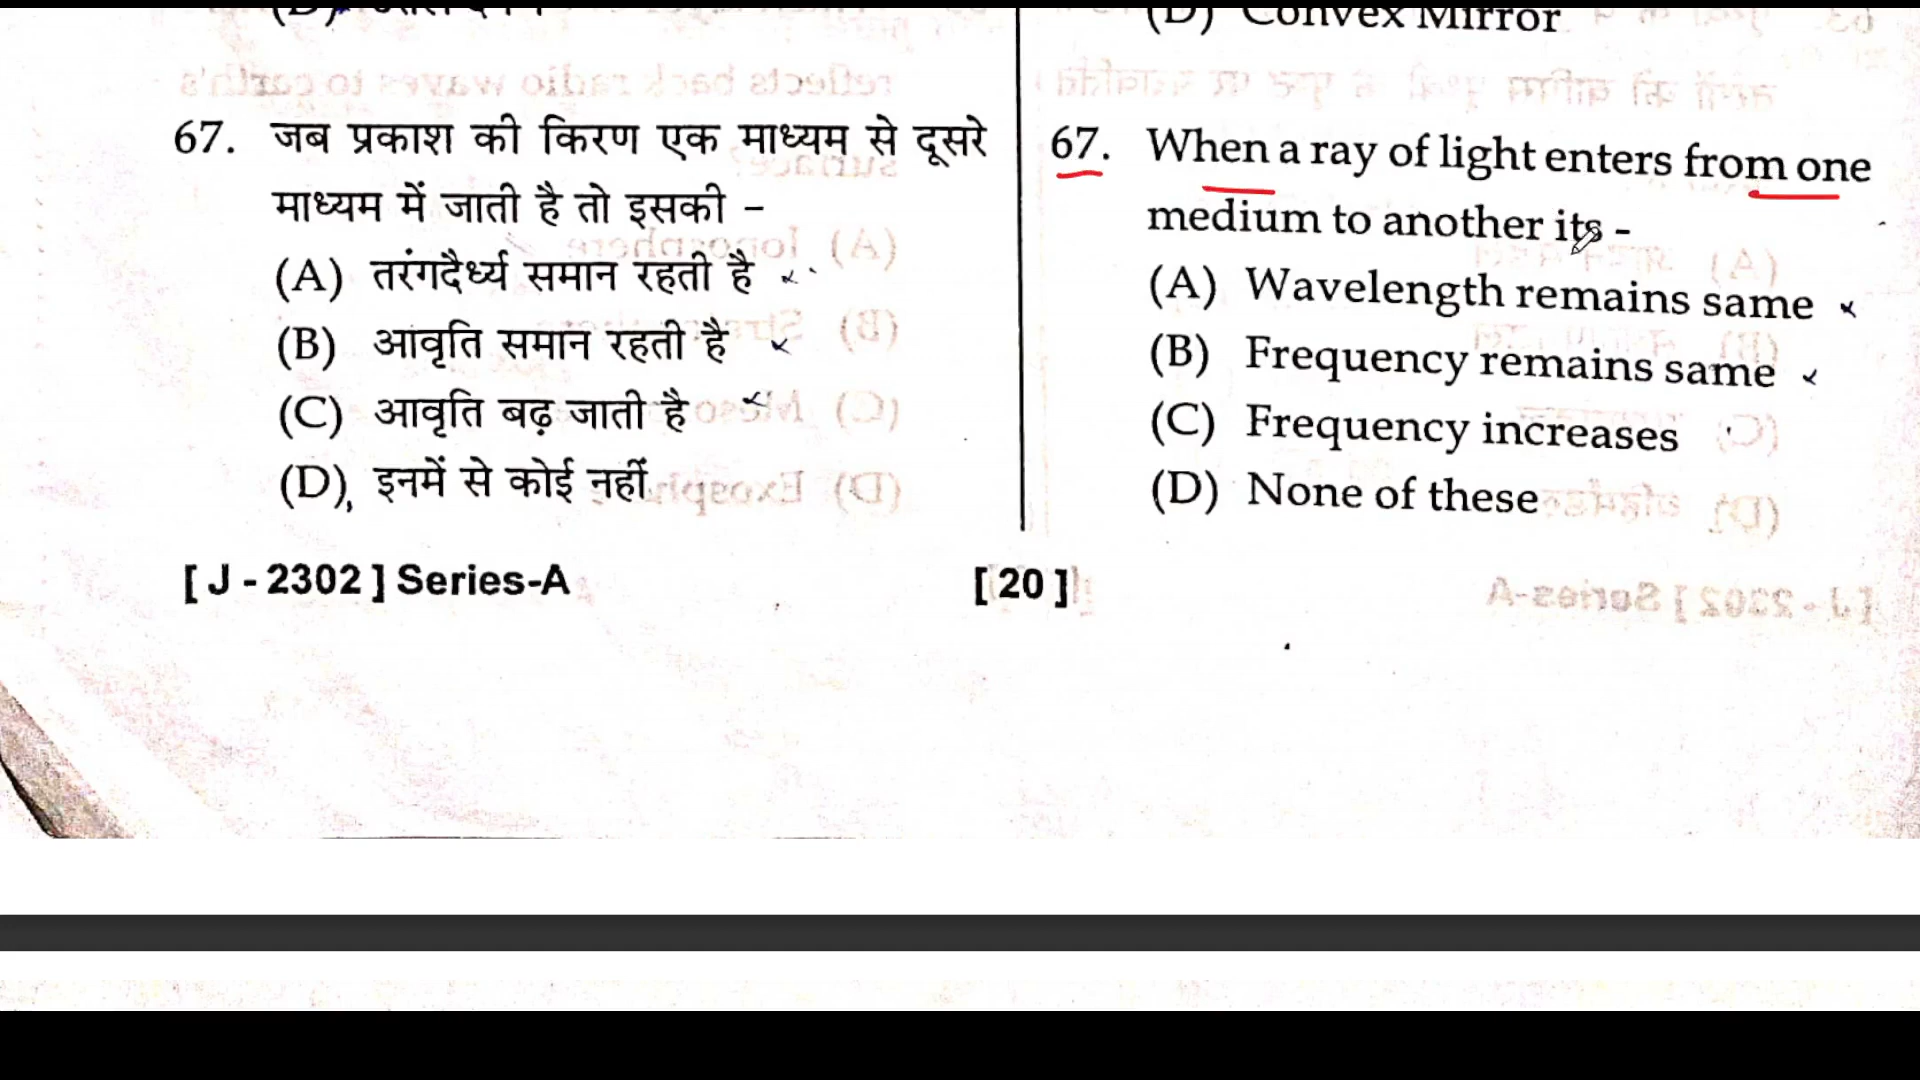 (D) Convex Mirror
67. जब प्रकाश की किरण एक माध्यम से दूसरे
माध्यम में जाती है तो इसकी –
(A) तरंगदैर्ध्य समान रहती है
(B) आवृति समान रहती है
(C) आवृति बढ़ जाती है
(D) इनमें से कोई नहीं
67. When a ray of light enters from one
medium to another its -
(A) Wavelength remains same
(B) Frequency remains same
(C) Frequency increases
(D) None of these
[ J - 2302 ] Series-A
[ 20 ]